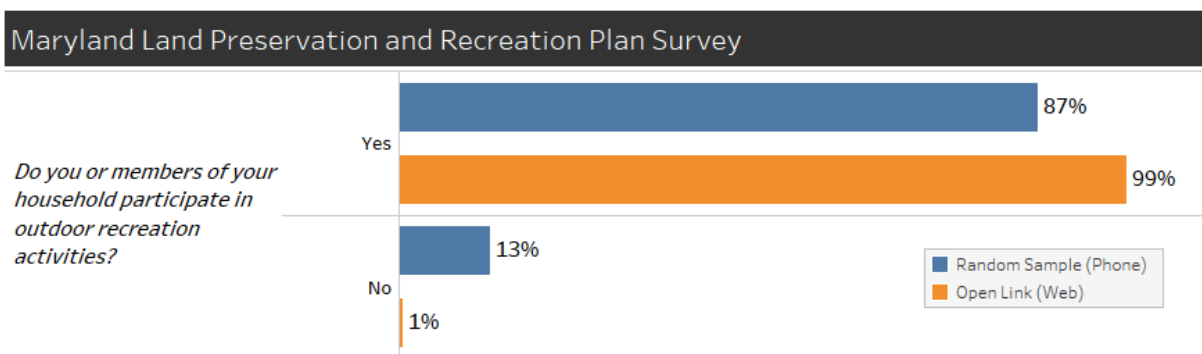 Maryland Land Preservation and Recreation Plan Survey
Do you or members of your
household participate in
outdoor recreation
activities?
Yes
87%
99%
No
13%
1%
Random Sample (Phone)
Open Link (Web)